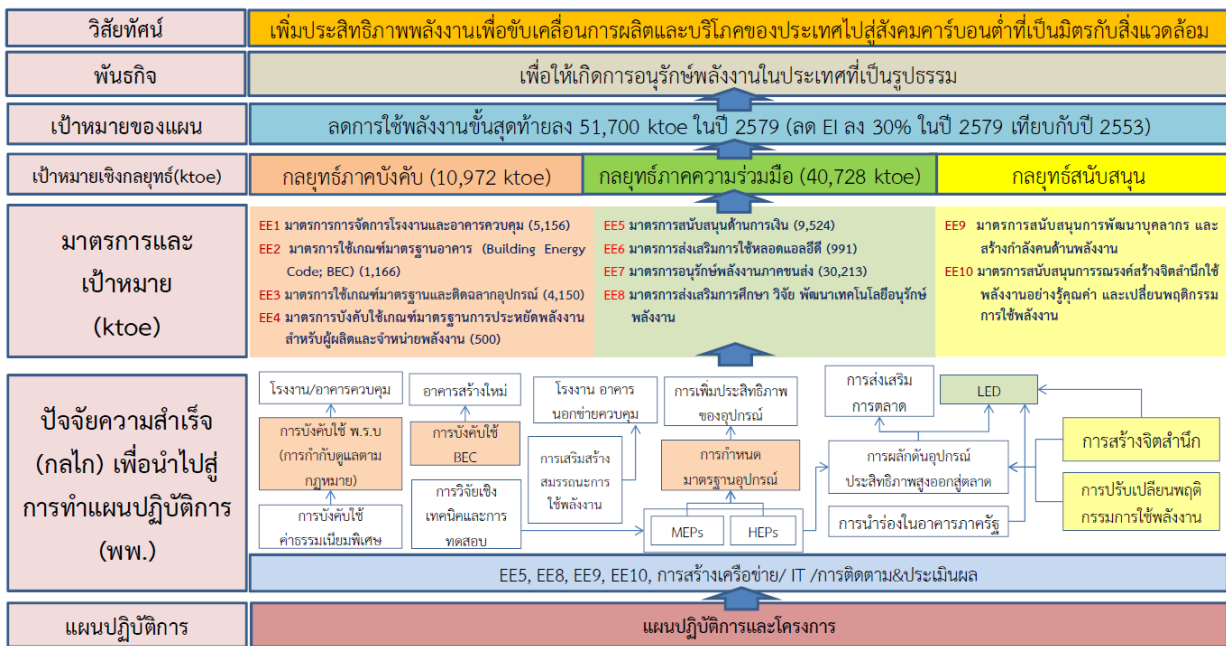 วิสัยทัศน์
เพิ่มประสิทธิภาพพลังงานเพื่อขับเคลื่อนการผลิตและบริโภคของประเทศไปสู่สังคมคาร์บอนต่ำที่เป็นมิตรกับสิ่งแวดล้อม
พันธกิจ
เพื่อให้เกิดการอนุรักษ์พลังงานในประเทศที่เป็นรูปธรรม
เป้าหมายของแผน
ลดการใช้พลังงานขั้นสุดท้ายลง 51,700 ktoe ในปี 2579 (ลด EI ลง 30% ในปี 2579 เทียบกับปี 2553)
เป้าหมายเชิงกลยุทธ์(ktoe)
กลยุทธ์ภาคบังคับ (10,972 ktoe)
กลยุทธ์ภาคความร่วมมือ (40,728 ktoe)
กลยุทธ์สนับสนุน
มาตรการและ
เป้าหมาย
(ktoe)
EE1 มาตรการการจัดการโรงงานและอาคารควบคุม (5,156)
EE2 มาตรการใช้เกณฑ์มาตรฐานอาคาร (Building Energy
Code; BEC) (1,166)
EE3 มาตรการใช้เกณฑ์มาตรฐานและติดฉลากอุปกรณ์ (4,150)
EE4 มาตรการบังคับใช้เกณฑ์มาตรฐานการประหยัดพลังงาน
สำหรับผู้ผลิตและจำหน่ายพลังงาน (500)
EE5 มาตรการสนับสนุนด้านการเงิน (9,524)
EE6 มาตรการส่งเสริมการใช้หลอดแอลอีดี (991)
EE7 มาตรการอนุรักษ์พลังงานภาคขนส่ง (30,213)
EE8 มาตรการส่งเสริมการศึกษา วิจัย พัฒนาเทคโนโลยีอนุรักษ์
พลังงาน
EE9 มาตรการสนับสนุนการพัฒนาบุคลากร และ
สร้างกำลังคนด้านพลังงาน
EE10 มาตรการสนับสนุนการรณรงค์สร้างจิตสำนึกใช้
พลังงานอย่างรู้คุณค่า และเปลี่ยนพฤติกรรม
การใช้พลังงาน
ปัจจัยความสำเร็จ
(กลไก) เพื่อนำไปสู่
การทำแผนปฏิบัติการ
(พพ.)
โรงงาน/อาคารควบคุม
การบังคับใช้ พ.ร.บ
(การกำกับดูแลตาม
กฎหมาย)
การบังคับใช้
ค่าธรรมเนียมพิเศษ
อาคารสร้างใหม่
การบังคับใช้
BEC
การวิจัยเชิง
เทคนิคและการ
ทดสอบ
โรงงาน อาคาร
นอกข่ายควบคุม
การเสริมสร้าง
สมรรถนะการ
ใช้พลังงาน
การเพิ่มประสิทธิภาพ
ของอุปกรณ์
การกำหนด
มาตรฐานอุปกรณ์
MEPs
HEPs
การส่งเสริม
การตลาด
LED
การผลักดันอุปกรณ์
ประสิทธิภาพสูงออกสู่ตลาด
การนำร่องในอาคารภาครัฐ
การสร้างจิตสำนึก
การปรับเปลี่ยนพฤติ
กรรมการใช้พลังงาน
EE5, EE8, EE9, EE10, การสร้างเครือข่าย/ IT /การติดตาม&ประเมินผล
แผนปฏิบัติการ
แผนปฏิบัติการและโครงการ